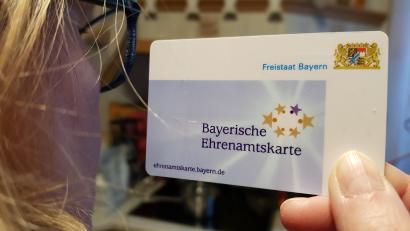 Freistaat Bayern
Bayerische
Ehrenamtskarte
ehrenamtskarte.bayern.de